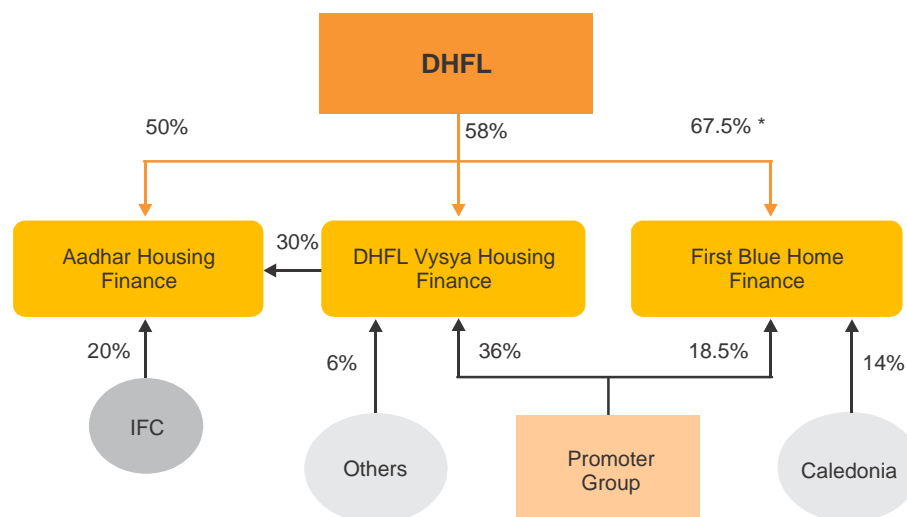 DHFL
50%
58%
67.5% *
Aadhar Housing
Finance
30%
DHFL Vysya Housing
Finance
First Blue Home
Finance
20%
6%
36%
18.5%
14%
IFC
Others
Promoter
Group
Caledonia